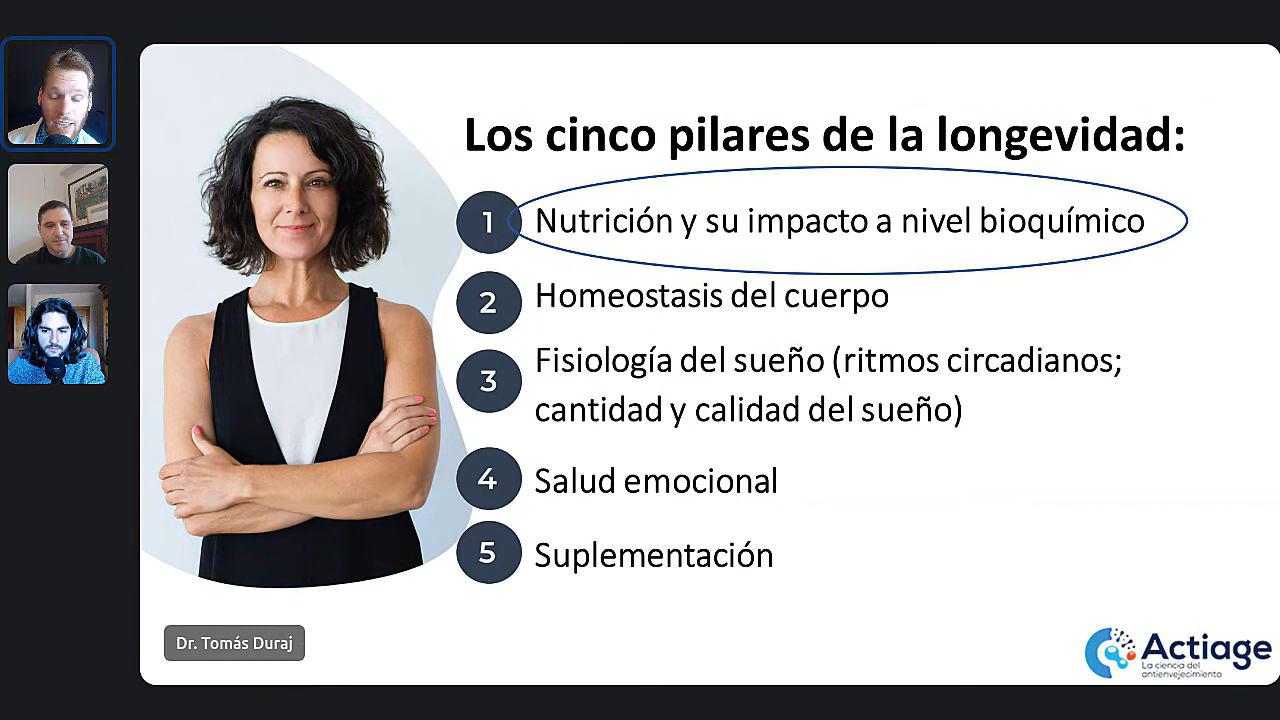 Los cinco pilares de la longevidad:
1 Nutrición y su impacto a nivel bioquímico
2 Homeostasis del cuerpo
3 Fisiología del sueño (ritmos circadianos;
cantidad y calidad del sueño)
4 Salud emocional
5 Suplementación
Dr. Tomás Duraj
Actiage
La ciencia del
antienvejecimiento